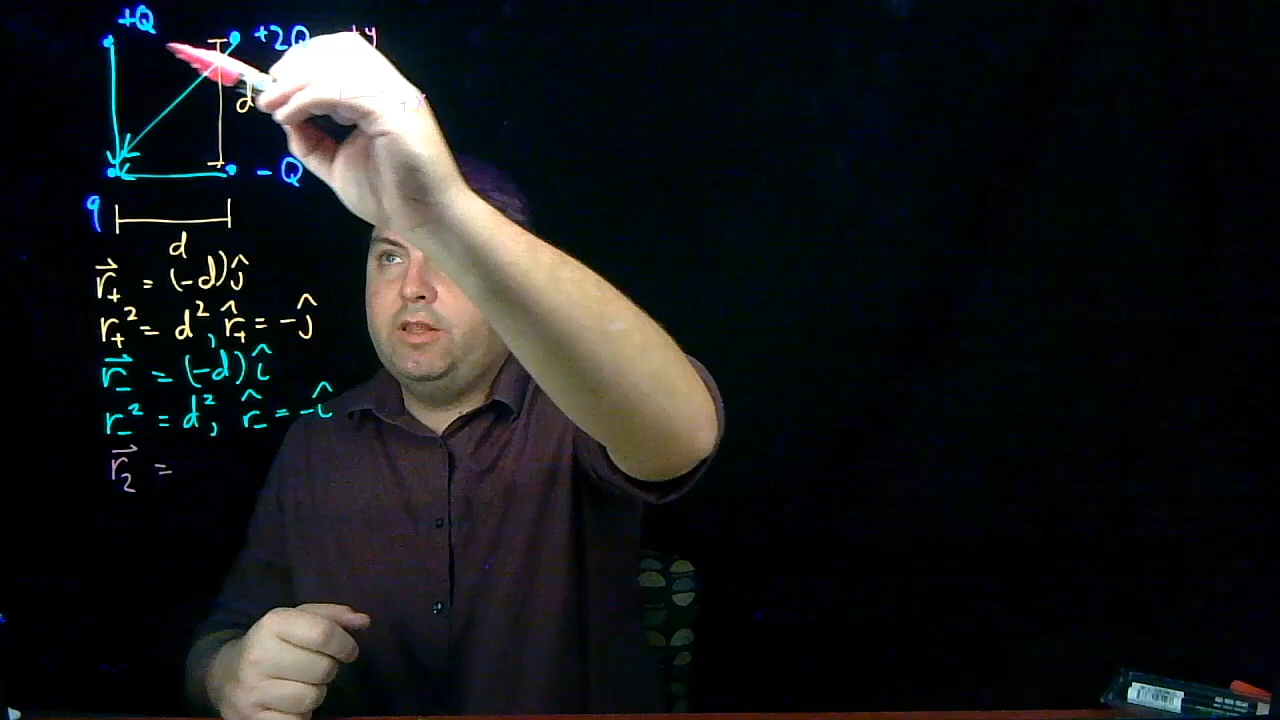 +Q
+2Q
+y
d
+x
-Q
q
d
r⃗₊ = (-d)ĵ
r₊² = d², r̂₊ = -ĵ
r⃗₋ = (-d)î
r₋² = d², r̂₋ = -î
r⃗₂ =